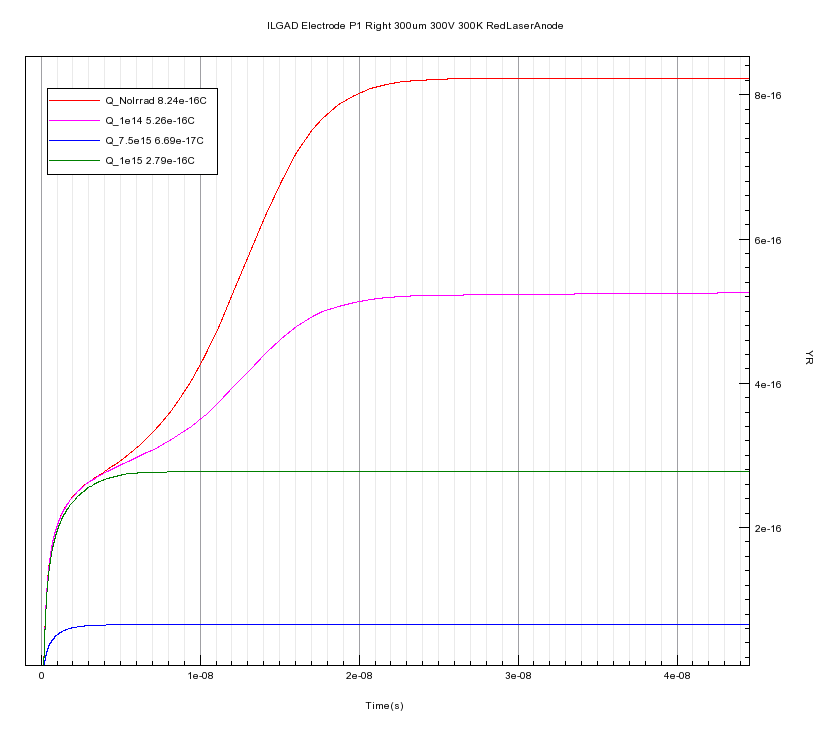 ILGAD Electrode P1 Right 300um 300V 300K RedLaserAnode
Q_NoIrrad 8.24e-16C
Q_1e14 5.26e-16C
Q_7.5e15 6.69e-17C
Q_1e15 2.79e-16C
8e-16
6e-16
4e-16
2e-16
YR
0
1e-08
2e-08
3e-08
4e-08
Time(s)